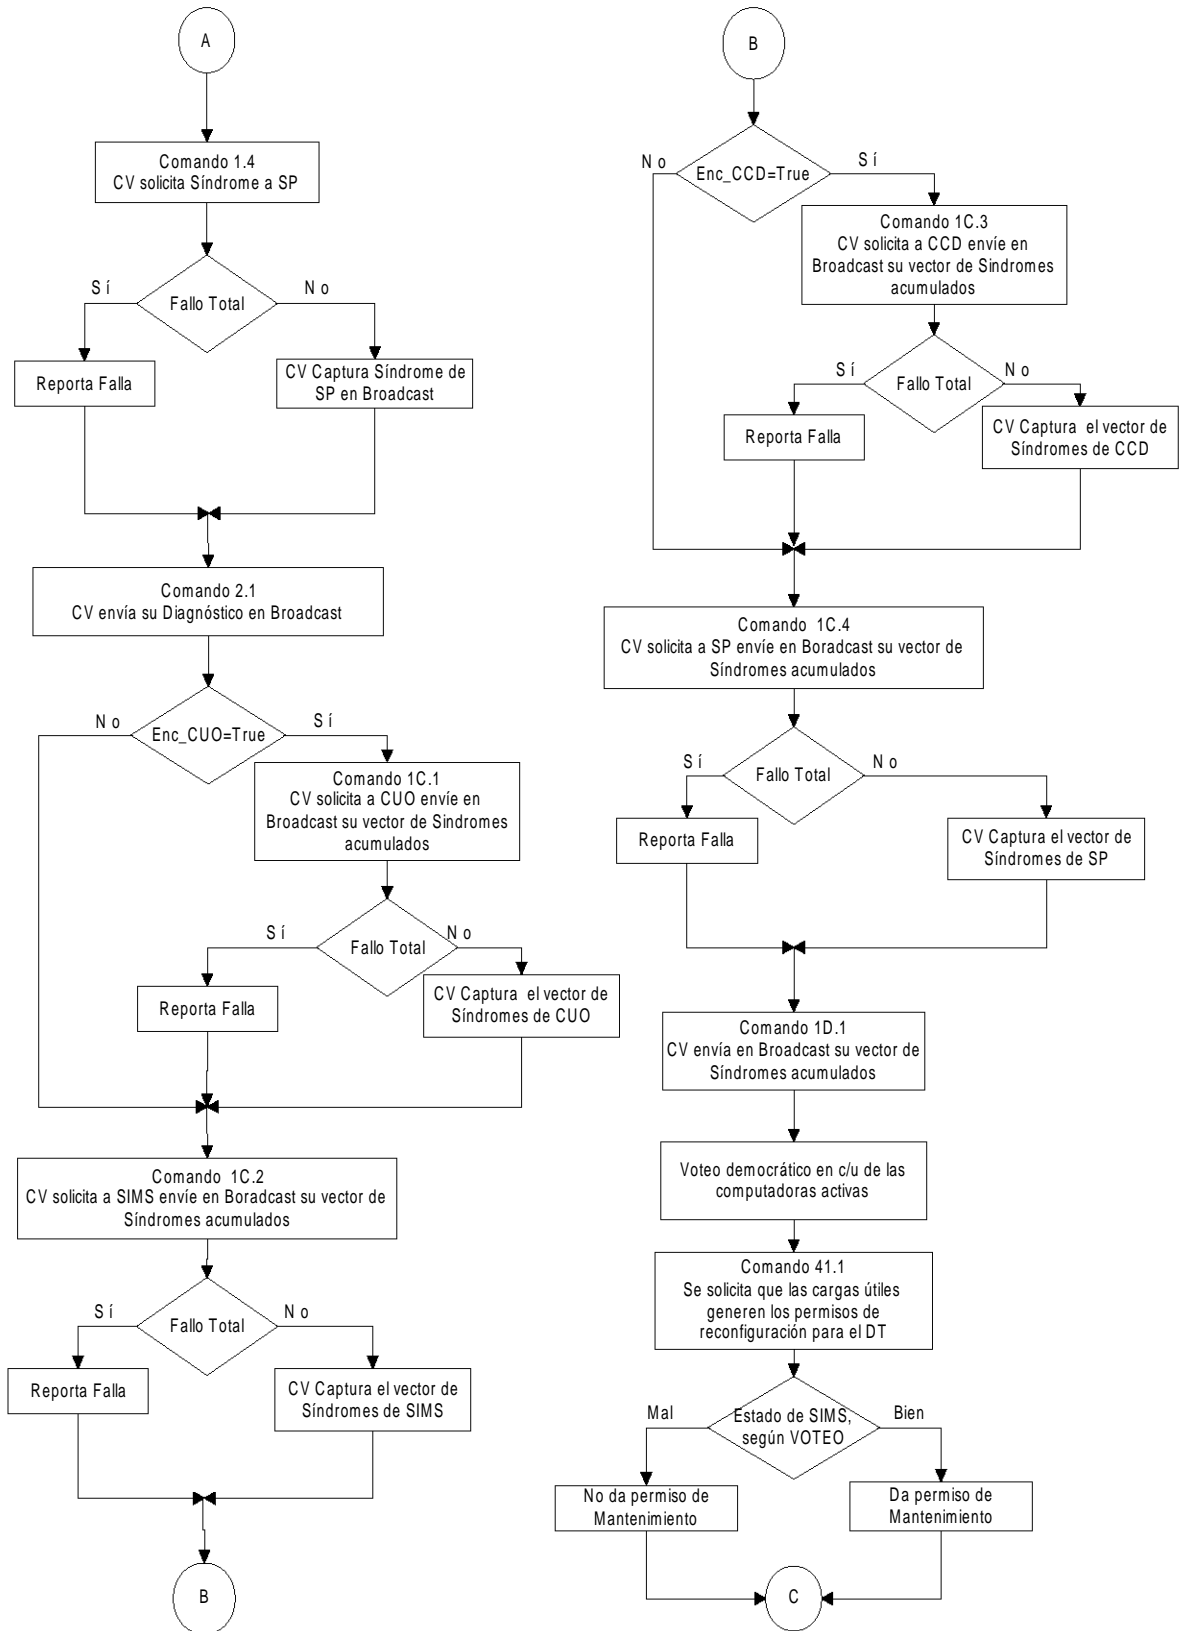 A
Comando 1.4
CV solicita Síndrome a SP
Fallo Total
Sí
No
Reporta Falla
CV Captura Síndrome de
SP en Broadcast
Comando 2.1
CV envía su Diagnóstico en Broadcast
Enc_CUO=True
No
Sí
Comando 1C.1
CV solicita a CUO envíe en
Broadcast su vector de Sindromes
acumulados
Fallo Total
Sí
No
Reporta Falla
CV Captura el vector de
Síndromes de CUO
Comando 1C.2
CV solicita a SIMS envíe en Boradcast su vector de
Síndromes acumulados
Fallo Total
Sí
No
Reporta Falla
CV Captura el vector de
Síndromes de SIMS
B
B
Enc_CCD=True
No
Sí
Comando 1C.3
CV solicita a CCD envíe en
Broadcast su vector de Sindromes
acumulados
Fallo Total
Sí
No
Reporta Falla
CV Captura el vector de
Síndromes de CCD
Comando 1C.4
CV solicita a SP envíe en Boradcast su vector de
Síndromes acumulados
Fallo Total
Sí
No
Reporta Falla
CV Captura el vector de
Síndromes de SP
Comando 1D.1
CV envía en Broadcast su vector de
Síndromes acumulados
Voteo democrático en c/u de las
computadoras activas
Comando 41.1
Se solicita que las cargas útiles
generen los permisos de
reconfiguración para el DT
Estado de SIMS,
según VOTEO
Mal
Bien
No da permiso de
Mantenimiento
Da permiso de
Mantenimiento
C